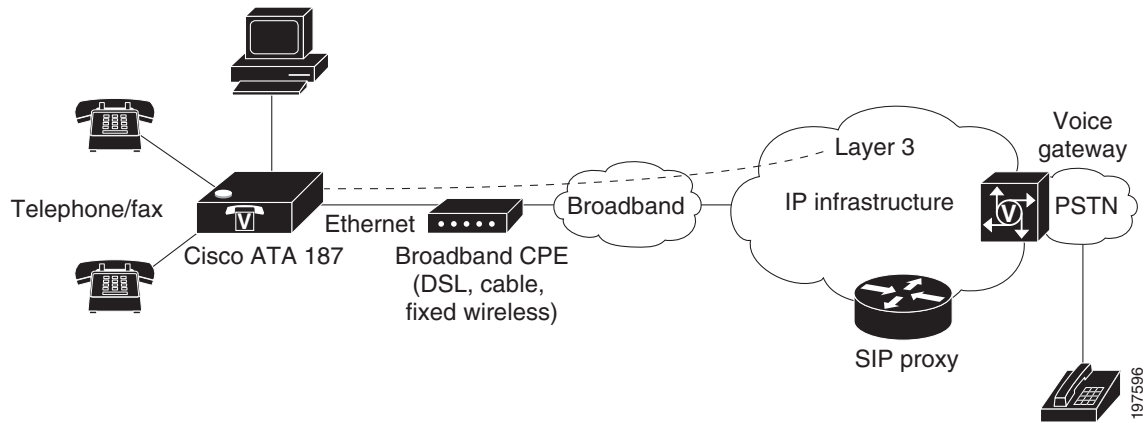 Telephone/fax
V
Cisco ATA 187
Ethernet
Broadband CPE
(DSL, cable,
fixed wireless)
Broadband
Layer 3
IP infrastructure
SIP proxy
Voice
gateway
V
PSTN
197596